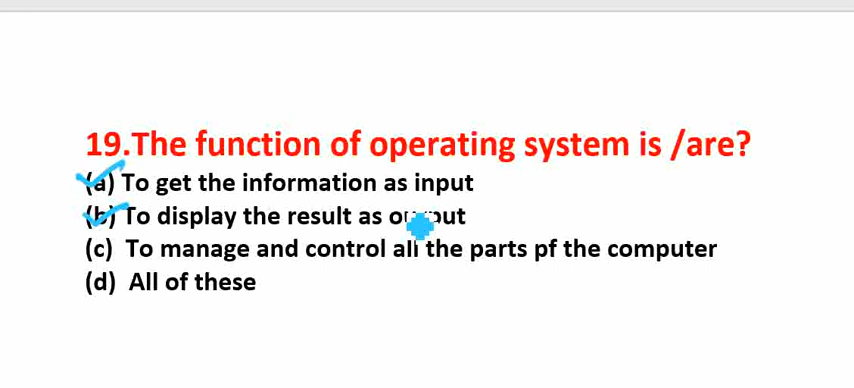 19.The function of operating system is /are?
(a) To get the information as input
(b) To display the result as output
(c) To manage and control all the parts pf the computer
(d) All of these